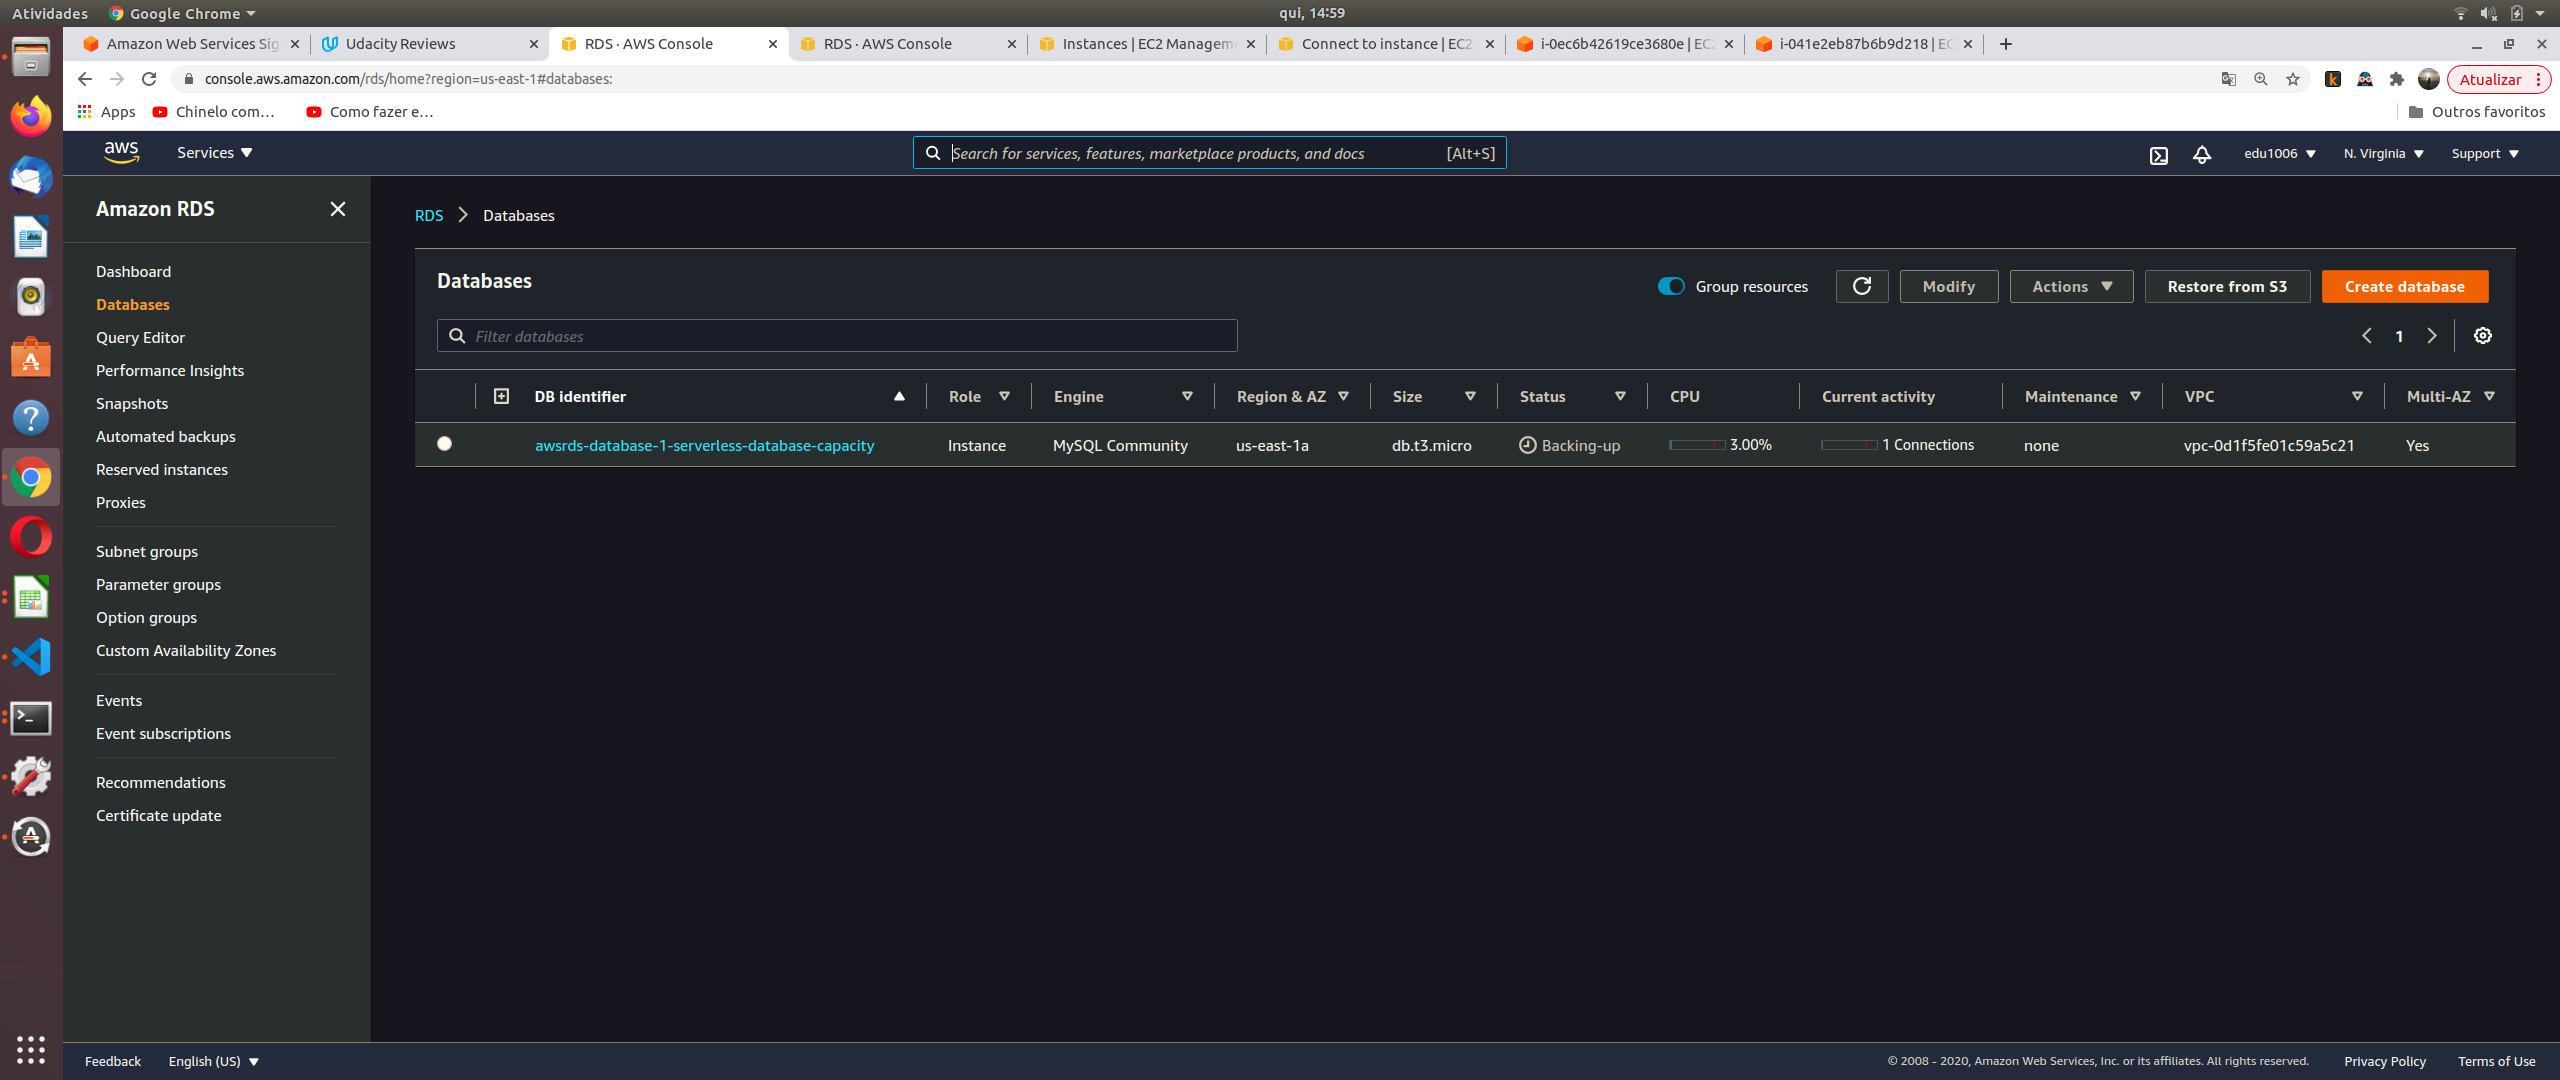 Atividades Google Chrome qui, 14:59
Amazon Web Services Sig Udacity Reviews RDS · AWS Console RDS · AWS Console Instances | EC2 Managem Connect to instance | EC2 i-0ec6b42619ce3680e | EC2 i-041e2eb87b6b9d218 | EC
console.aws.amazon.com/rds/home?region=us-east-1#databases: Atualizar
Apps Chinelo com... Como fazer e... Outros favoritos
aws Services Search for services, features, marketplace products, and docs [Alt+S] edu1006 N. Virginia Support
Amazon RDS
Dashboard
Databases
Query Editor
Performance Insights
Snapshots
Automated backups
Reserved instances
Proxies
Subnet groups
Parameter groups
Option groups
Custom Availability Zones
Events
Event subscriptions
Recommendations
Certificate update
RDS Databases
Databases Group resources Modify Actions Restore from S3 Create database
Filter databases 1
DB identifier Role Engine Region & AZ Size Status CPU Current activity Maintenance VPC Multi-AZ
awsrds-database-1-serverless-database-capacity Instance MySQL Community us-east-1a db.t3.micro Backing-up 3.00% 1 Connections none vpc-0d1f5fe01c59a5c21 Yes
Feedback English (US) © 2008 - 2020, Amazon Web Services, Inc. or its affiliates. All rights reserved. Privacy Policy Terms of Use